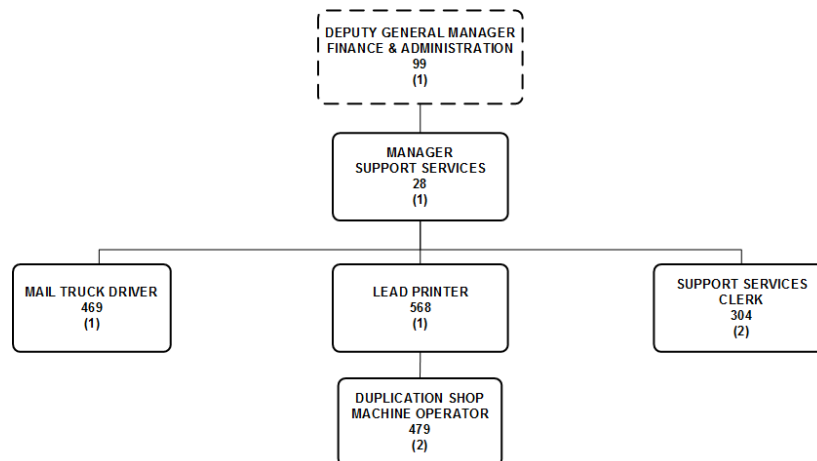 DEPUTY GENERAL MANAGER
FINANCE & ADMINISTRATION
99
(1)
MANAGER
SUPPORT SERVICES
28
(1)
MAIL TRUCK DRIVER
469
(1)
LEAD PRINTER
568
(1)
SUPPORT SERVICES
CLERK
304
(2)
DUPLICATION SHOP
MACHINE OPERATOR
479
(2)